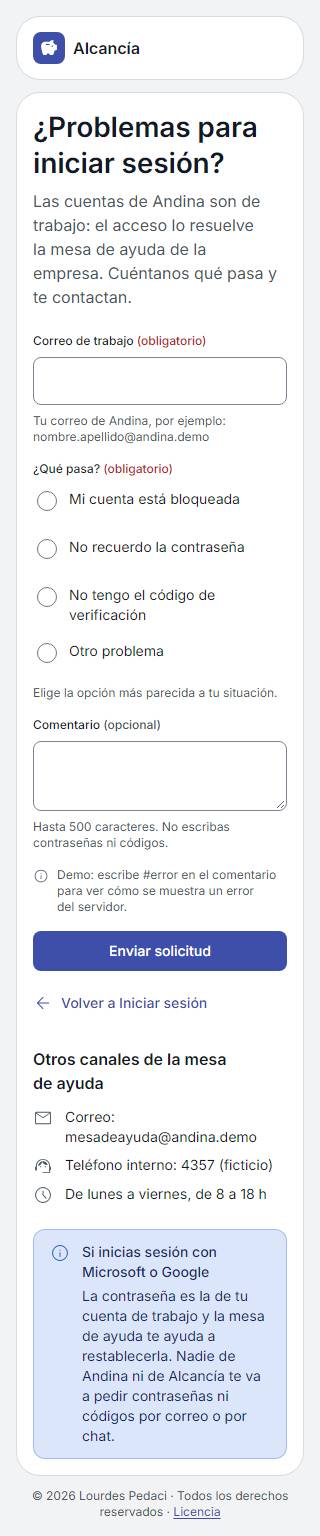 Alcancía
¿Problemas para
iniciar sesión?
Las cuentas de Andina son de
trabajo: el acceso lo resuelve
la mesa de ayuda de la
empresa. Cuéntanos qué pasa y
te contactan.
Correo de trabajo (obligatorio)
Tu correo de Andina, por ejemplo:
nombre.apellido@andina.demo
¿Qué pasa? (obligatorio)
Mi cuenta está bloqueada
No recuerdo la contraseña
No tengo el código de
verificación
Otro problema
Elige la opción más parecida a tu situación.
Comentario (opcional)
Hasta 500 caracteres. No escribas
contraseñas ni códigos.
Demo: escribe #error en el comentario
para ver cómo se muestra un error
del servidor.
Enviar solicitud
Volver a Iniciar sesión
Otros canales de la mesa
de ayuda
Correo:
mesadeayuda@andina.demo
Teléfono interno: 4357 (ficticio)
De lunes a viernes, de 8 a 18 h
Si inicias sesión con
Microsoft o Google
La contraseña es la de tu
cuenta de trabajo y la mesa
de ayuda te ayuda a
restablecerla. Nadie de
Andina ni de Alcancía te va
a pedir contraseñas ni
códigos por correo o por
chat.
© 2026 Lourdes Pedaci · Todos los derechos
reservados · Licencia